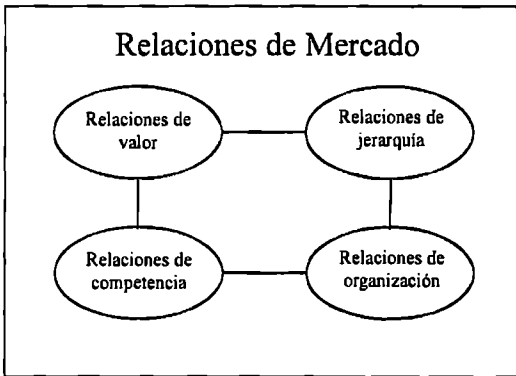 Relaciones de Mercado
Relaciones de
valor
Relaciones de
jerarquía
Relaciones de
competencia
Relaciones de
organización